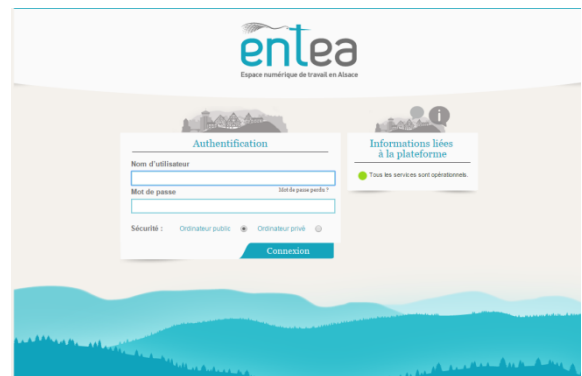 entea
Espace numérique de travail en Alsace
Authentification
Nom d'utilisateur
Mot de passe
Mot de passe perdu ?
Sécurité :
Ordinateur public
Ordinateur privé
Connexion
Informations liées
à la plateforme
Tous les services sont opérationnels.